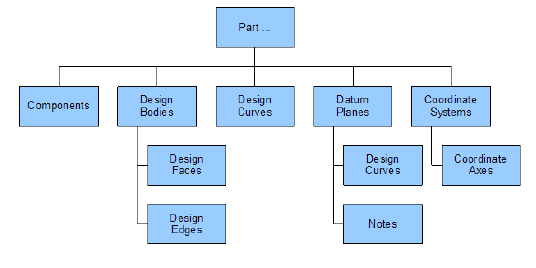 Part ...
Components
Design
Bodies
Design
Curves
Datum
Planes
Coordinate
Systems
Design
Faces
Design
Curves
Coordinate
Axes
Design
Edges
Notes